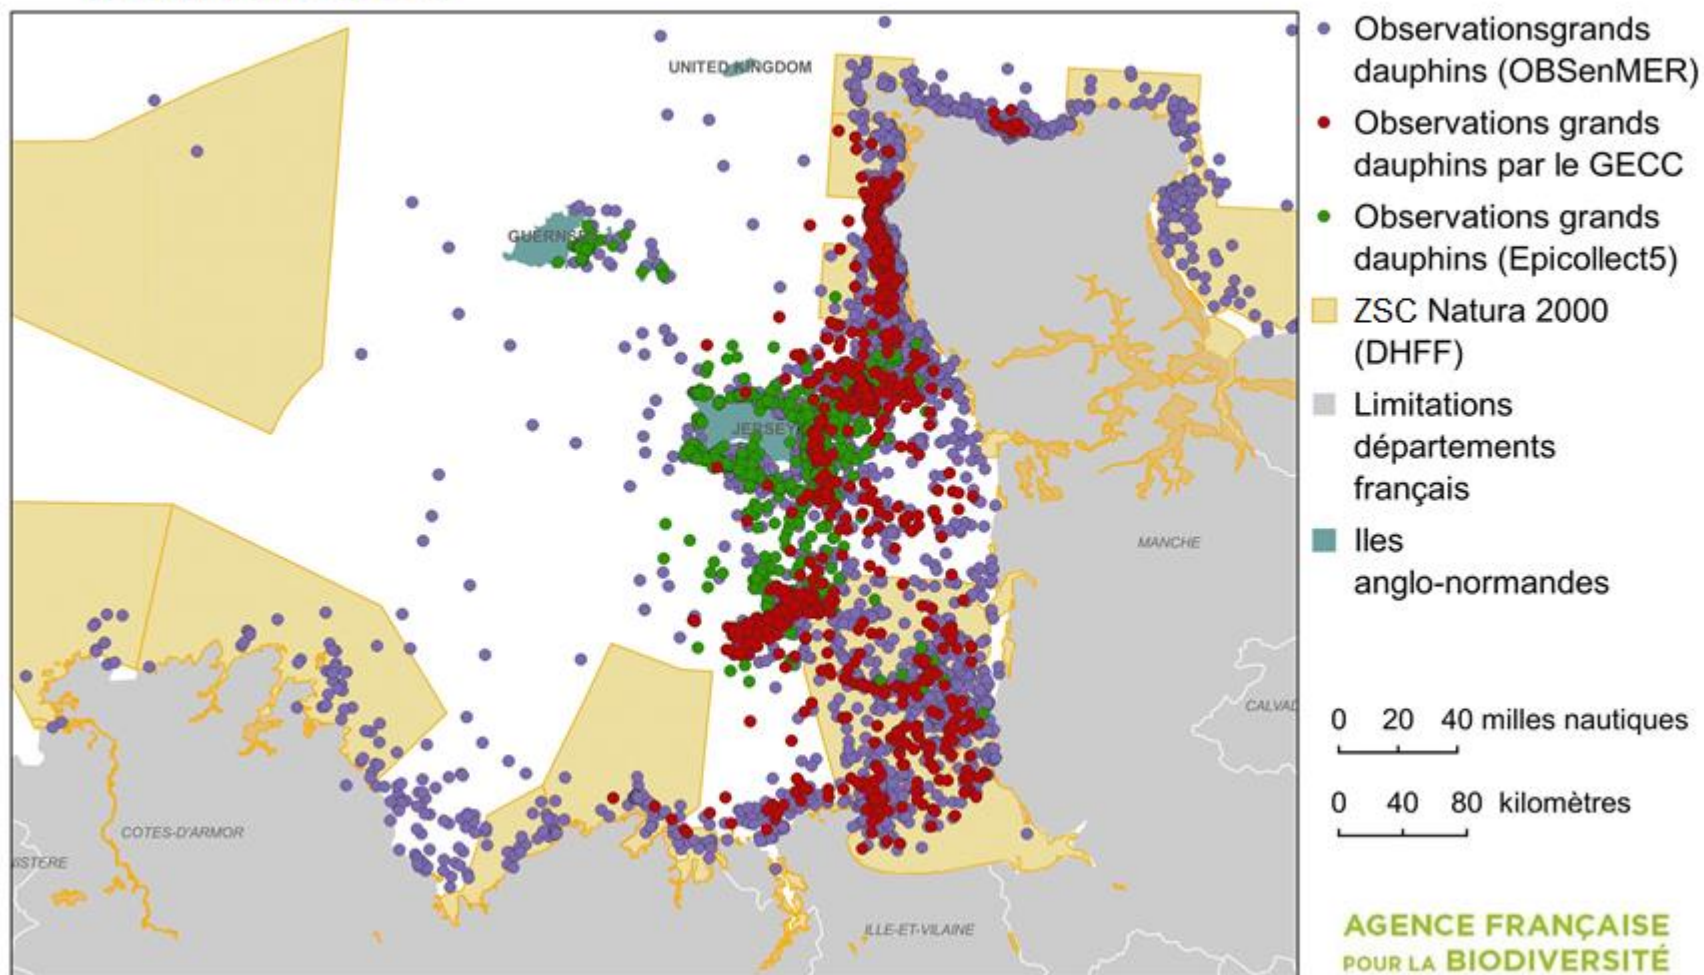 UNITED KINGDOM
GUERNSE
JERSEY
MANCHE
CALVAD
COTES-D'ARMOR
ISTERE
ILLE-ET-VILAINE
Observationsgrands
dauphins (OBSenMER)
Observations grands
dauphins par le GECC
Observations grands
dauphins (Epicollect5)
ZSC Natura 2000
(DHFF)
Limitations
départements
français
Iles
anglo-normandes
0 20 40 milles nautiques
0 40 80 kilomètres
AGENCE FRANÇAISE
POUR LA BIODIVERSITÉ